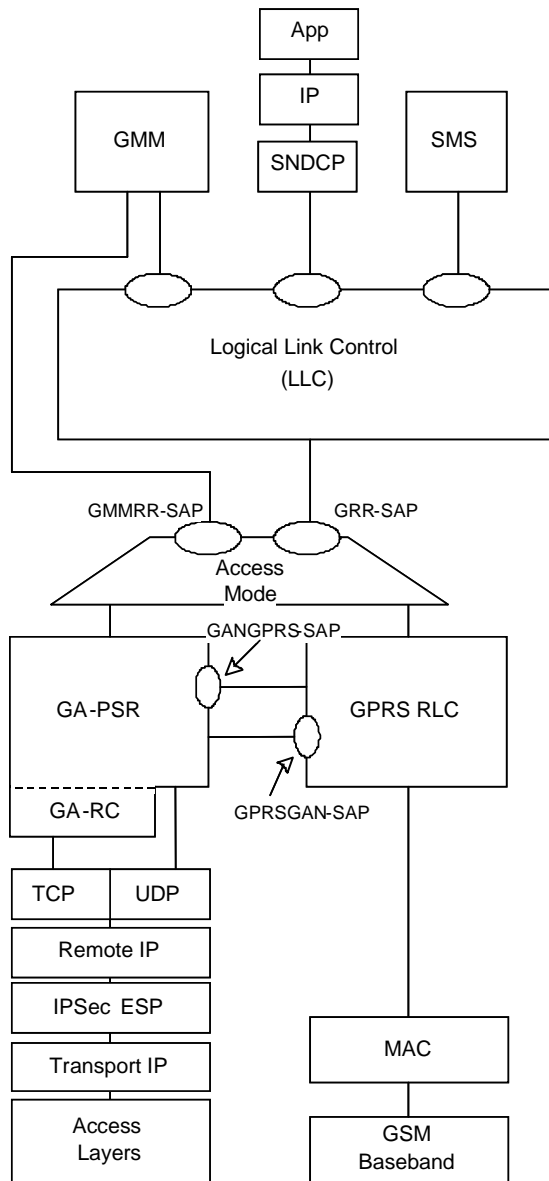 App
IP
GMM
SNDCP
SMS
Logical Link Control
(LLC)
GMMRR-SAP
GRR-SAP
Access
Mode
GANGPRS-SAP
GA-PSR
GPRS RLC
GA-RC
GPRSGAN-SAP
TCP
UDP
Remote IP
IPSec ESP
Transport IP
MAC
Access
Layers
GSM
Baseband